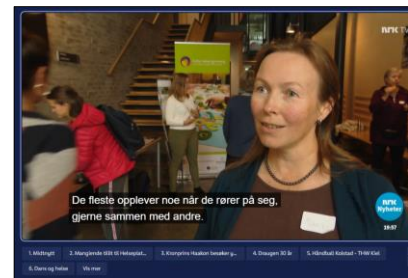 NRK TV
De fleste opplever noe når de rører på seg,
gjerne sammen med andre.
NRK
Nyheter
19:57
1. Midtnytt
2. Manglende tillit til Helseplat...
3. Kronprins Haakon besøker y...
4. Draugen 30 år
5. Håndball Kolstad - THW Kiel
6. Dans og helse
Vis mer